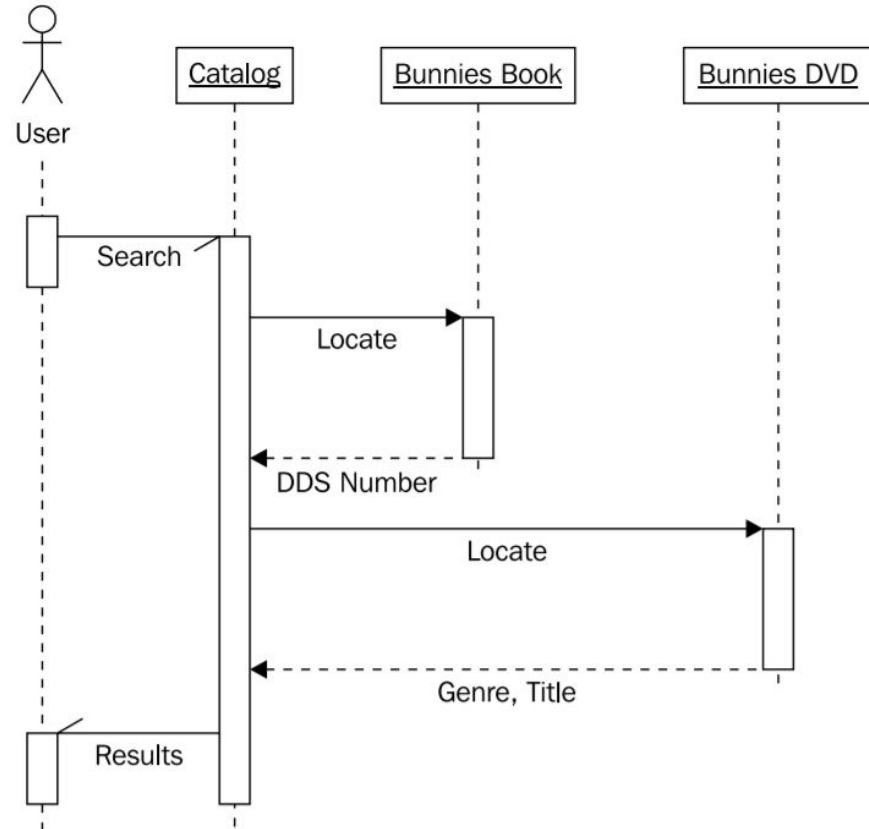 Catalog
Bunnies Book
Bunnies DVD
User
Search
Locate
DDS Number
Locate
Genre, Title
Results